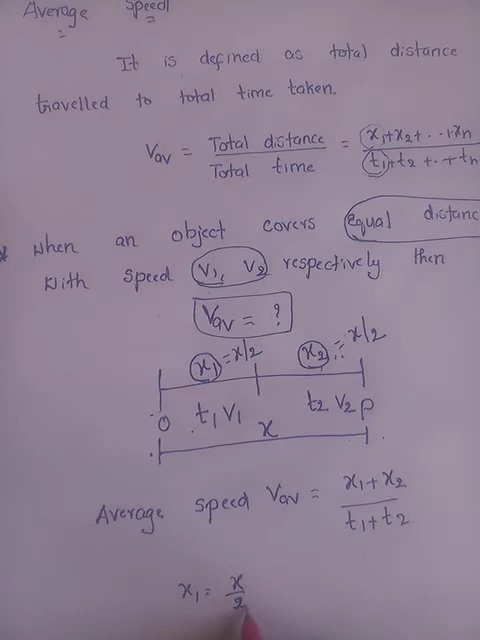 Average Speed
It is defined as total distance
travelled to total time taken.
Vav = Total distance / Total time = x1+x2+..+xn / t1+t2+..+tn
* When an object covers equal distanc
with speed V1, V2 respectively then
Vav = ?
x1 = x/2 x2 = x/2
O t1 V1 t2 V2 P
x
Average speed Vav = x1+x2 / t1+t2
x1 = x/2